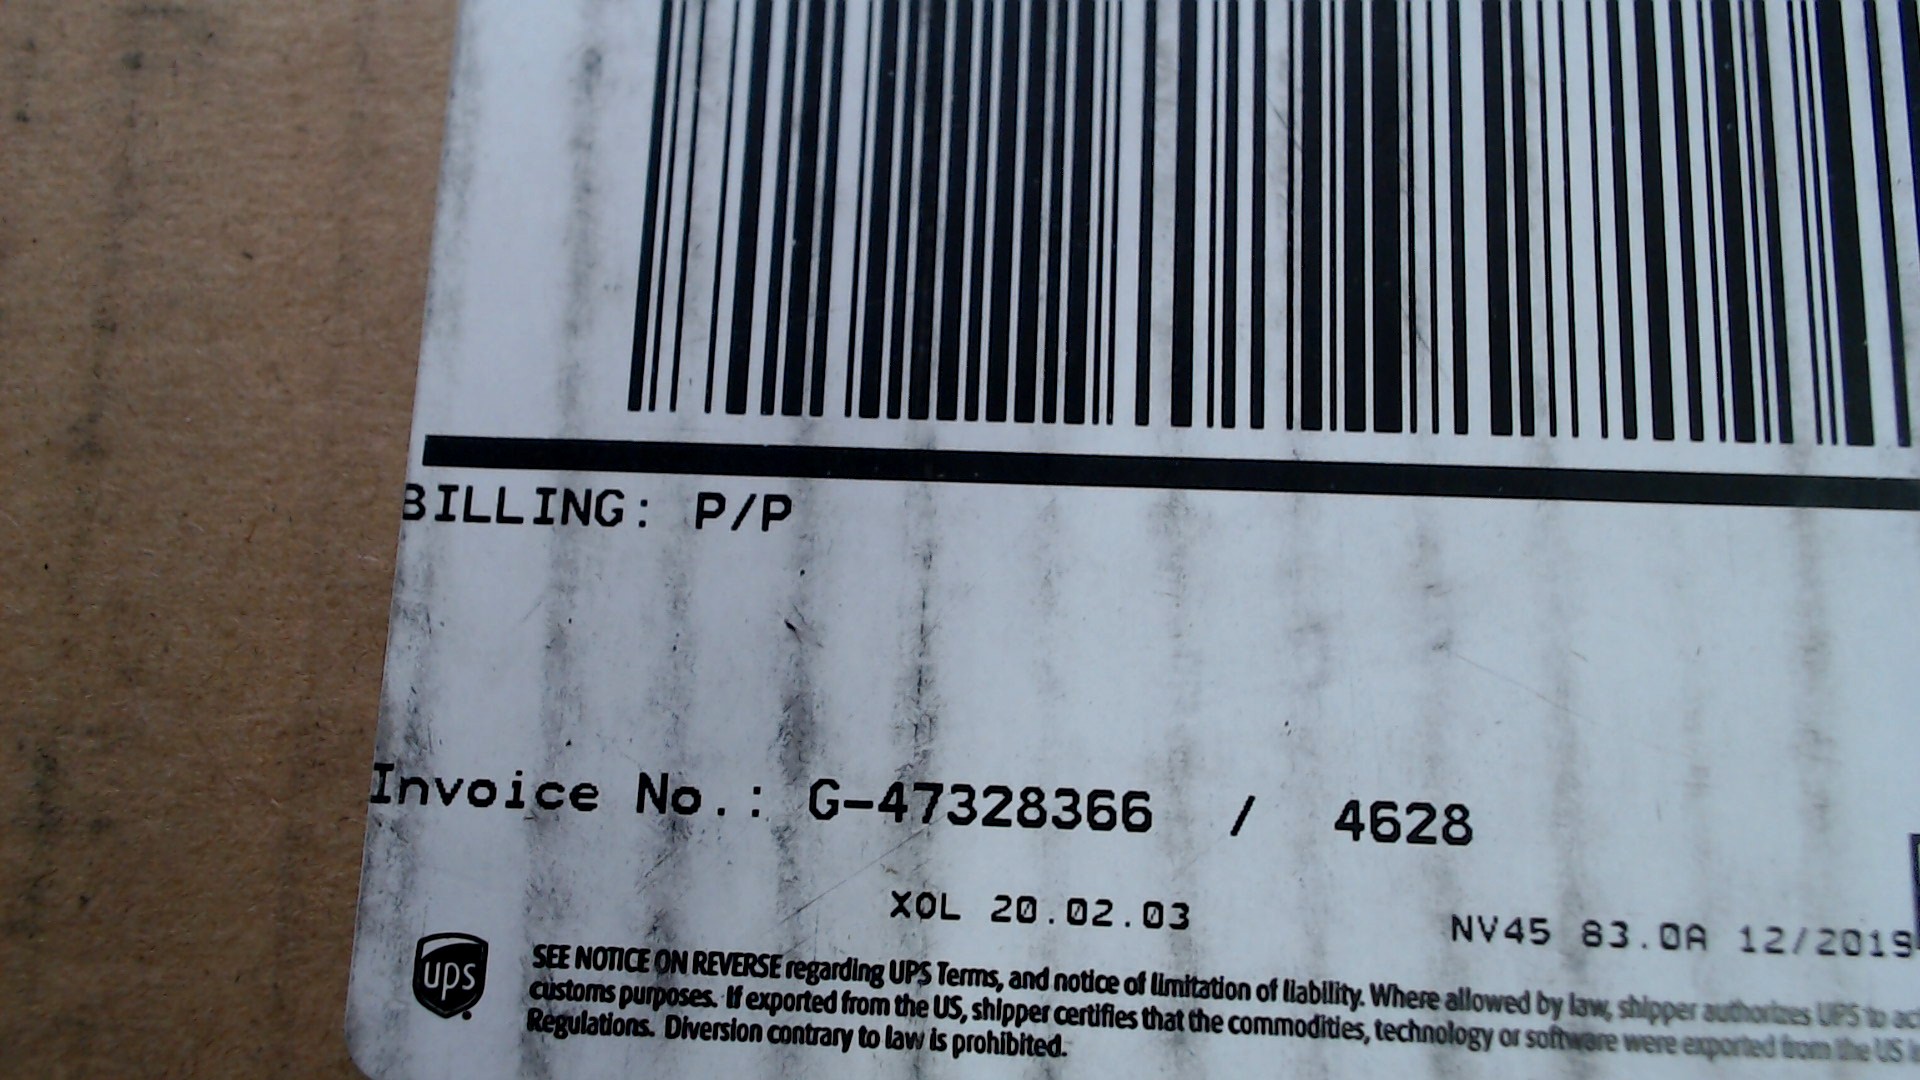 BILLING: P/P
Invoice No.: G-47328366 / 4628
XOL 20.02.03
NV45 83.0A 12/2019
ups
SEE NOTICE ON REVERSE regarding UPS Terms, and notice of limitation of liability. Where allowed by law, shipper authorizes UPS to
customs purposes. If exported from the US, shipper certifies that the commodities, technology or software were exported from the US
Regulations. Diversion contrary to law is prohibited.